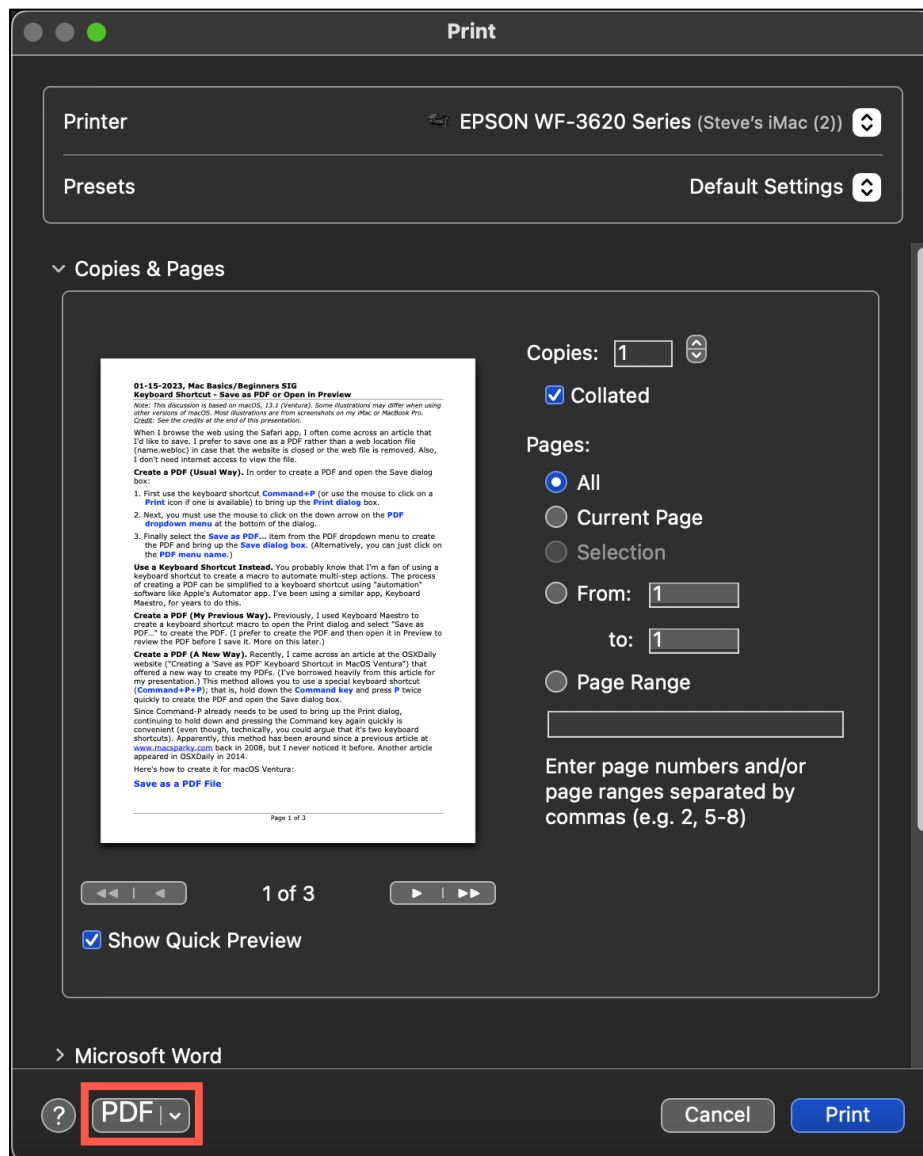 Print
Printer
EPSON WF-3620 Series (Steve's iMac (2))
Presets
Default Settings
Copies & Pages
01-15-2023, Mac Basics/Beginners SIG
Keyboard Shortcut - Save as PDF or Open in Preview
Note: This discussion is based on macOS, 13.1 (Ventura). Some illustrations may differ when using
other versions of macOS. Most illustrations are from screenshots on my iMac or MacBook Pro.
Credit: See the credits at the end of this presentation.
When I browse the web using the Safari app, I often come across an article that
I'd like to save. I prefer to save one as a PDF rather than a web location file
(name.webloc) in case that the website is closed or the web file is removed. Also,
I don't need internet access to view the file.
Create a PDF (Usual Way). In order to create a PDF and open the Save dialog
box:
1. First use the keyboard shortcut Command+P (or use the mouse to click on a
Print icon if one is available) to bring up the Print dialog box.
2. Next, you must use the mouse to click on the down arrow on the PDF
dropdown menu at the bottom of the dialog.
3. Finally select the Save as PDF... item from the PDF dropdown menu to create
the PDF and bring up the Save dialog box. (Alternatively, you can just click on
the PDF menu name.)
Use a Keyboard Shortcut Instead. You probably know that I'm a fan of using a
keyboard shortcut to create a macro to automate multi-step actions. The process
of creating a PDF can be simplified to a keyboard shortcut using "automation"
software like Apple's Automator app. I've been using a similar app, Keyboard
Maestro, for years to do this.
Create a PDF (My Previous Way). Previously, I used Keyboard Maestro to
create a keyboard shortcut macro to open the Print dialog and select "Save as
PDF..." to create the PDF. (I prefer to create the PDF and then open it in Preview to
review the PDF before I save it. More on this later.)
Create a PDF (A New Way). Recently, I came across an article at the OSXDaily
website ("Creating a 'Save as PDF' Keyboard Shortcut in MacOS Ventura") that
offered a new way to create my PDFs. (I've borrowed heavily from this article for
my presentation.) This method allows you to use a special keyboard shortcut
(Command+P+P); that is, hold down the Command key and press P twice
quickly to create the PDF and open the Save dialog box.
Since Command-P already needs to be used to bring up the Print dialog,
continuing to hold down and pressing the Command key again quickly is
convenient (even though, technically, you could argue that it's two keyboard
shortcuts). Apparently, this method has been around since a previous article at
www.macsparky.com back in 2008, but I never noticed it before. Another article
appeared in OSXDaily in 2014.
Here's how to create it for macOS Ventura:
Save as a PDF File
Page 1 of 3
1 of 3
Show Quick Preview
Copies: 1
Collated
Pages:
All
Current Page
Selection
From: 1
to: 1
Page Range
Enter page numbers and/or
page ranges separated by
commas (e.g. 2, 5-8)
Microsoft Word
? PDF
Cancel
Print